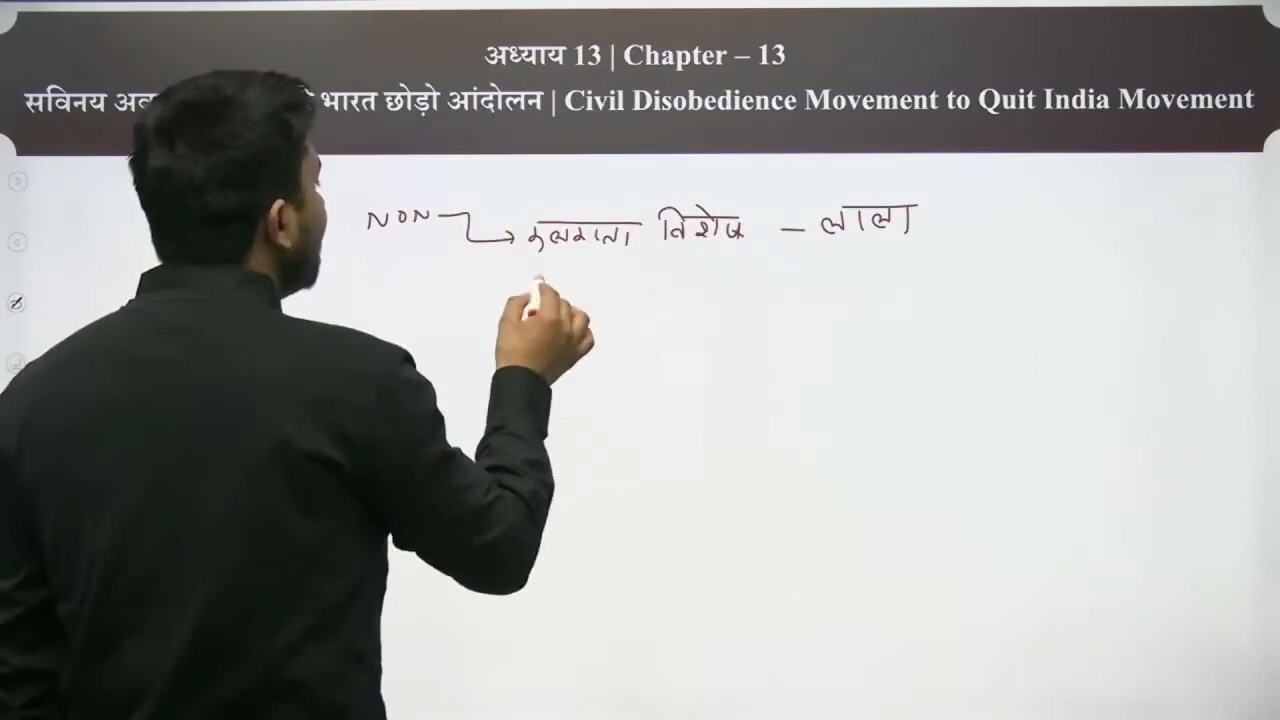 अध्याय 13 | Chapter – 13
सविनय भारत छोड़ो आंदोलन | Civil Disobedience Movement to Quit India Movement
NON → कलकत्ता विशेष – लाला